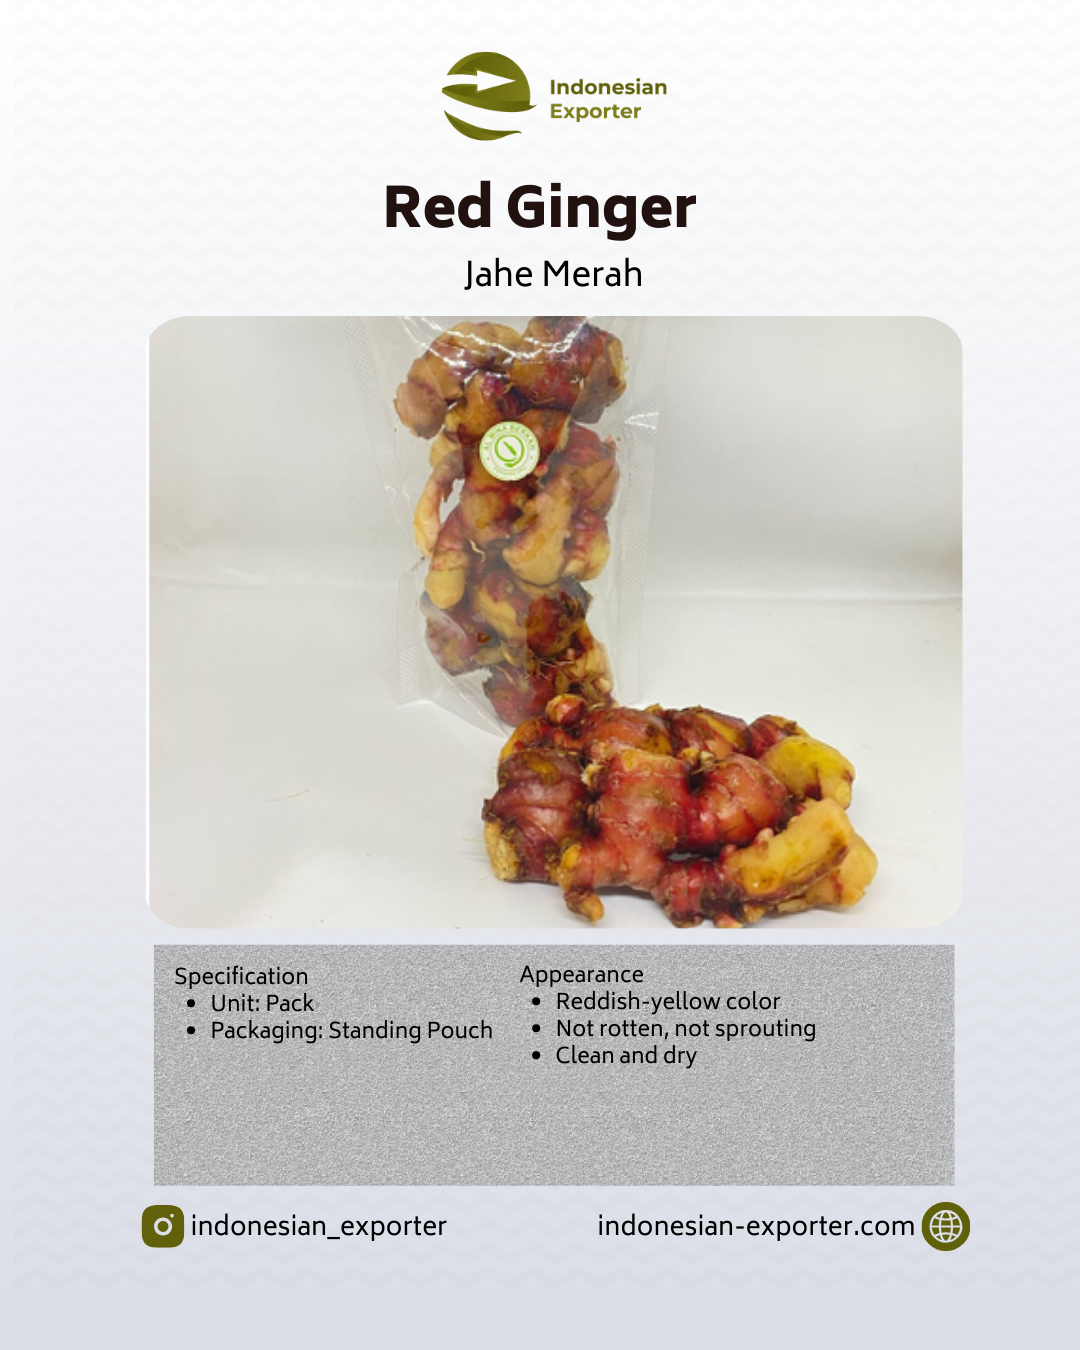 Indonesian
Exporter
Red Ginger
Jahe Merah
Specification
• Unit: Pack
• Packaging: Standing Pouch
Appearance
• Reddish-yellow color
• Not rotten, not sprouting
• Clean and dry
indonesian_exporter
indonesian-exporter.com